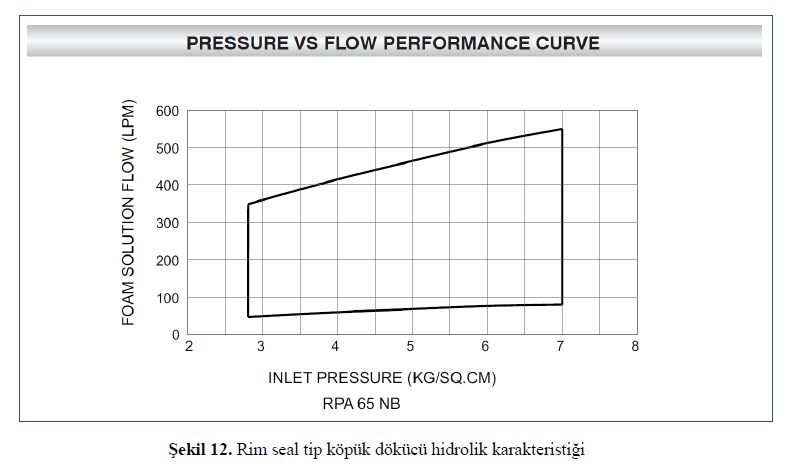 PRESSURE VS FLOW PERFORMANCE CURVE
FOAM SOLUTION FLOW (LPM)
600
500
400
300
200
100
0
2 3 4 5 6 7 8
INLET PRESSURE (KG/SQ.CM)
RPA 65 NB
Şekil 12. Rim seal tip köpük dökücü hidrolik karakteristiği